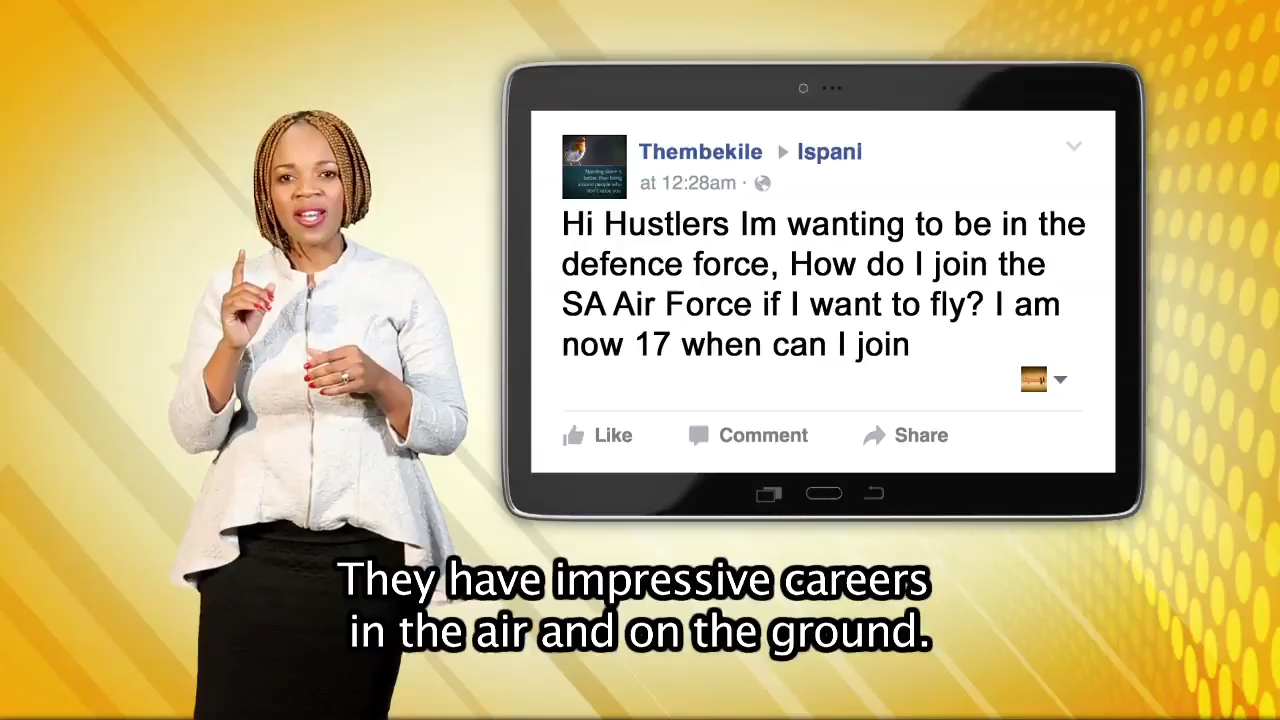 Thembekile ▸ Ispani
at 12:28am ·
Hi Hustlers Im wanting to be in the
defence force, How do I join the
SA Air Force if I want to fly? I am
now 17 when can I join
Like Comment Share
They have impressive careers
in the air and on the ground.